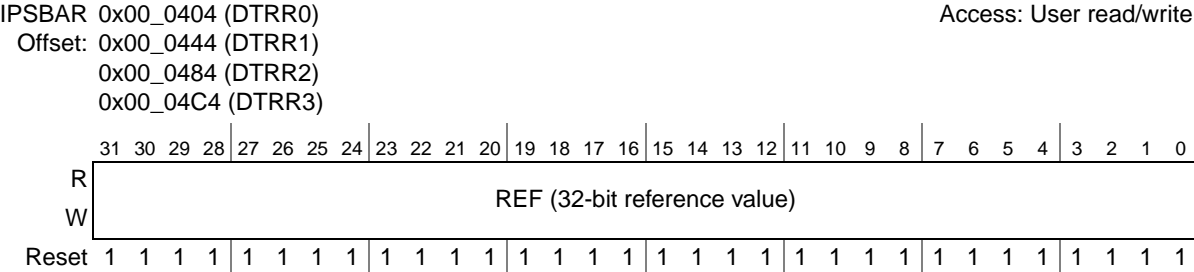 IPSBAR 0x00_0404 (DTRR0) Access: User read/write
Offset: 0x00_0444 (DTRR1)
0x00_0484 (DTRR2)
0x00_04C4 (DTRR3)
31 30 29 28 27 26 25 24 23 22 21 20 19 18 17 16 15 14 13 12 11 10 9 8 7 6 5 4 3 2 1 0
R
REF (32-bit reference value)
W
Reset 1 1 1 1 1 1 1 1 1 1 1 1 1 1 1 1 1 1 1 1 1 1 1 1 1 1 1 1 1 1 1 1